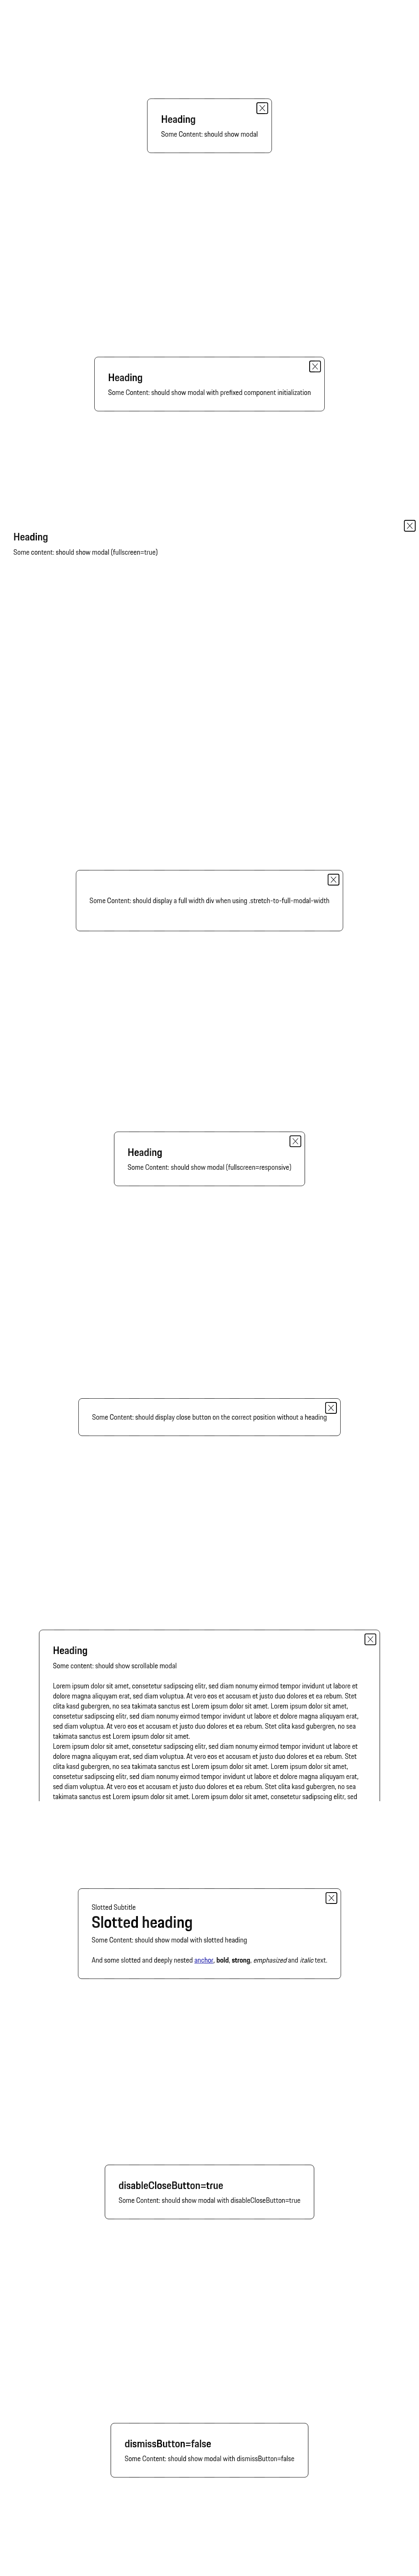 Heading
Some Content: should show modal
Heading
Some Content: should show modal with prefixed component initialization
Heading
Some content: should show modal (fullscreen=true)
Some Content: should display a full width div when using .stretch-to-full-modal-width
Heading
Some Content: should show modal (fullscreen=responsive)
Some Content: should display close button on the correct position without a heading
Heading
Some content: should show scrollable modal
Lorem ipsum dolor sit amet, consetetur sadipscing elitr, sed diam nonumy eirmod tempor invidunt ut labore et
dolore magna aliquyam erat, sed diam voluptua. At vero eos et accusam et justo duo dolores et ea rebum. Stet
clita kasd gubergren, no sea takimata sanctus est Lorem ipsum dolor sit amet. Lorem ipsum dolor sit amet,
consetetur sadipscing elitr, sed diam nonumy eirmod tempor invidunt ut labore et dolore magna aliquyam erat,
sed diam voluptua. At vero eos et accusam et justo duo dolores et ea rebum. Stet clita kasd gubergren, no sea
takimata sanctus est Lorem ipsum dolor sit amet.
Lorem ipsum dolor sit amet, consetetur sadipscing elitr, sed diam nonumy eirmod tempor invidunt ut labore et
dolore magna aliquyam erat, sed diam voluptua. At vero eos et accusam et justo duo dolores et ea rebum. Stet
clita kasd gubergren, no sea takimata sanctus est Lorem ipsum dolor sit amet. Lorem ipsum dolor sit amet,
consetetur sadipscing elitr, sed diam nonumy eirmod tempor invidunt ut labore et dolore magna aliquyam erat,
sed diam voluptua. At vero eos et accusam et justo duo dolores et ea rebum. Stet clita kasd gubergren, no sea
takimata sanctus est Lorem ipsum dolor sit amet. Lorem ipsum dolor sit amet, consetetur sadipscing elitr, sed
Slotted Subtitle
Slotted heading
Some Content: should show modal with slotted heading
And some slotted and deeply nested anchor, bold, strong, emphasized and italic text.
disableCloseButton=true
Some Content: should show modal with disableCloseButton=true
dismissButton=false
Some Content: should show modal with dismissButton=false